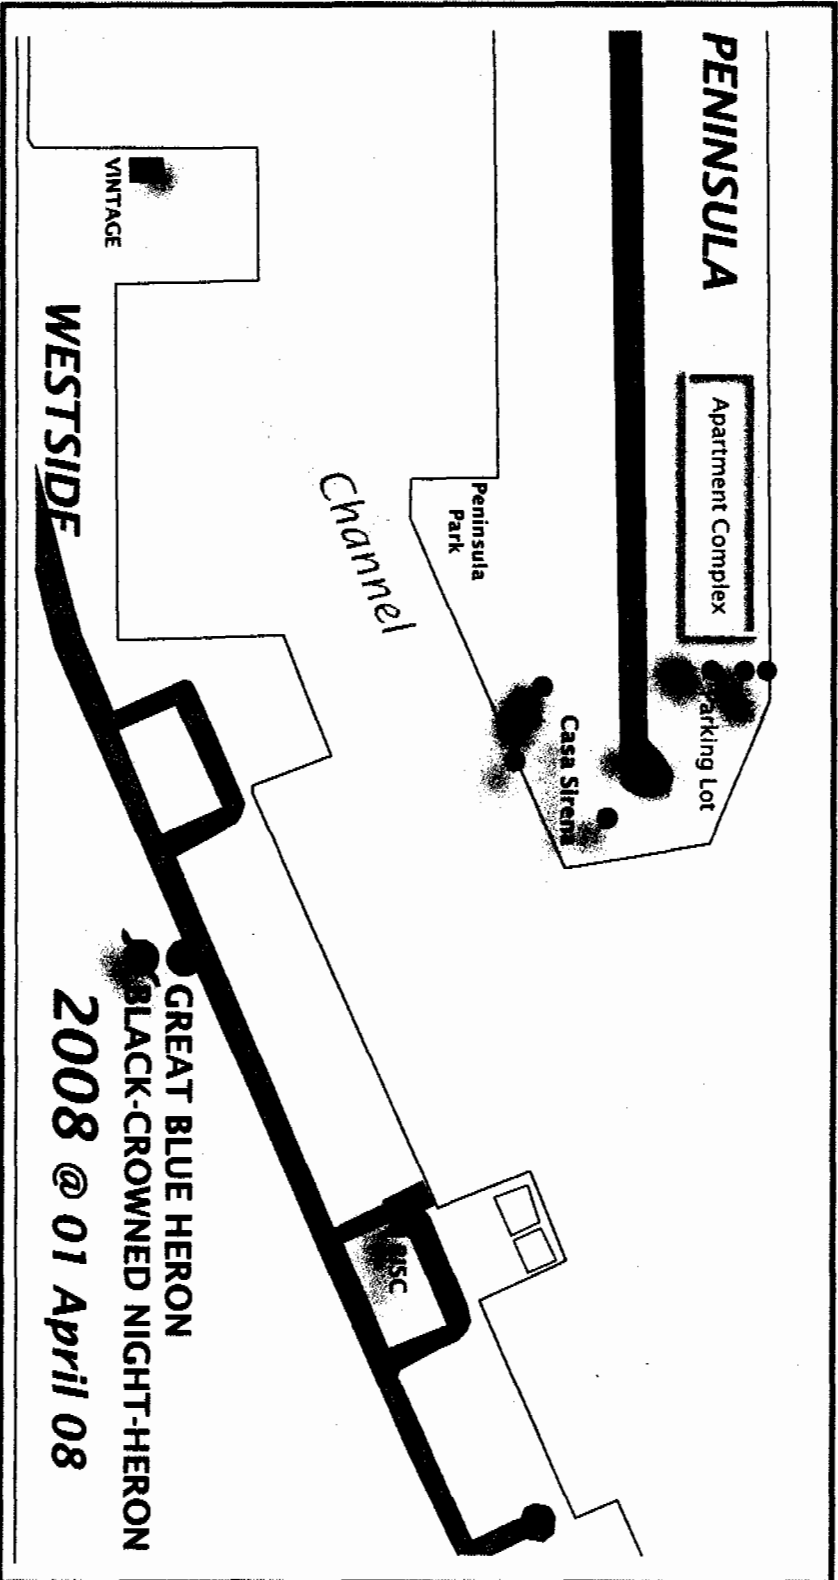 PENINSULA
Apartment Complex
Parking Lot
Casa Sirena
Peninsula
Park
Channel
BISC
VINTAGE
WESTSIDE
GREAT BLUE HERON
BLACK-CROWNED NIGHT-HERON
2008 @ 01 April 08